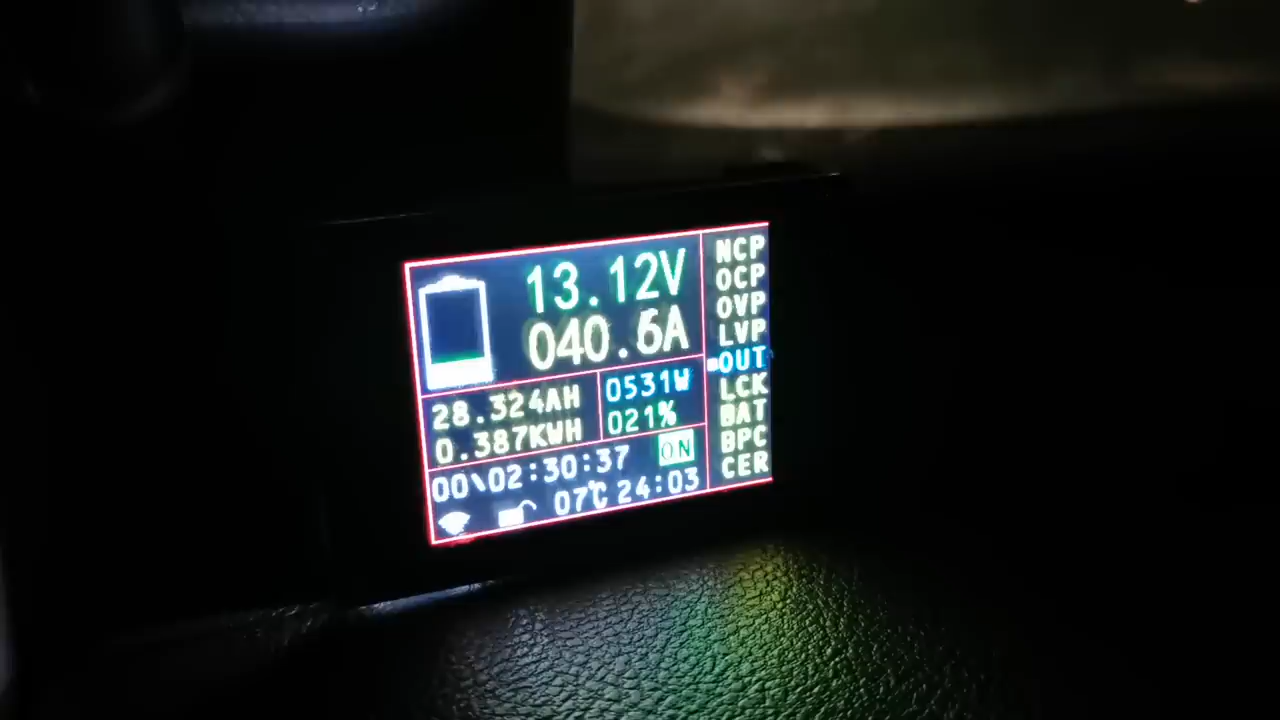 13.12V
040.6A
28.324AH
0.387KWH
0531W
021%
ON
00\02:30:37
07℃ 24:03
NCP
OCP
OVP
LVP
OUT
LCK
BAT
BPC
CER